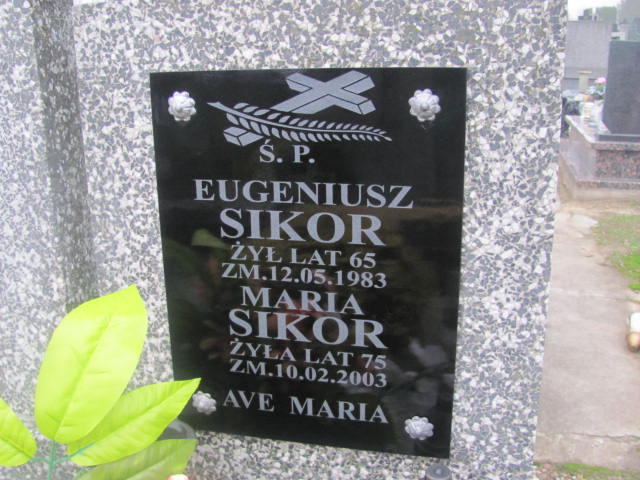 Ś. P.
EUGENIUSZ
SIKOR
ŻYŁ LAT 65
ZM.12.05.1983
MARIA
SIKOR
ŻYŁA LAT 75
ZM.10.02.2003
AVE MARIA